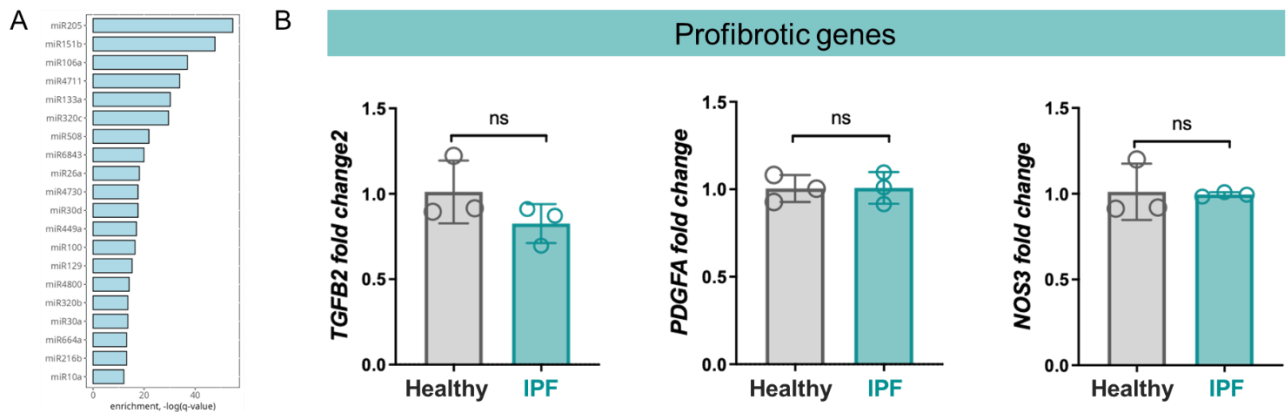 A
miR205
miR151b
miR106a
miR4711
miR133a
miR320c
miR508
miR6843
miR26a
miR4730
miR30d
miR449a
miR100
miR129
miR4800
miR320b
miR30a
miR664a
miR216b
miR10a
0 20 40
enrichment, -log(q-value)
B
Profibrotic genes
TGFB2 fold change2
1.5
1.0
0.5
0.0
ns
Healthy IPF
PDGFA fold change
1.5
1.0
0.5
0.0
ns
Healthy IPF
NOS3 fold change
1.5
1.0
0.5
0.0
ns
Healthy IPF